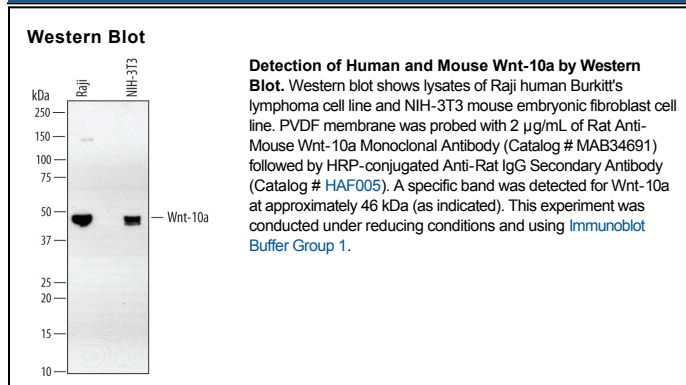 Western Blot
Raji
NIH-3T3
kDa
250
150
100
75
50
37
25
20
15
10
Wnt-10a
Detection of Human and Mouse Wnt-10a by Western
Blot. Western blot shows lysates of Raji human Burkitt's
lymphoma cell line and NIH-3T3 mouse embryonic fibroblast cell
line. PVDF membrane was probed with 2 µg/mL of Rat Anti-
Mouse Wnt-10a Monoclonal Antibody (Catalog # MAB34691)
followed by HRP-conjugated Anti-Rat IgG Secondary Antibody
(Catalog # HAF005). A specific band was detected for Wnt-10a
at approximately 46 kDa (as indicated). This experiment was
conducted under reducing conditions and using Immunoblot
Buffer Group 1.